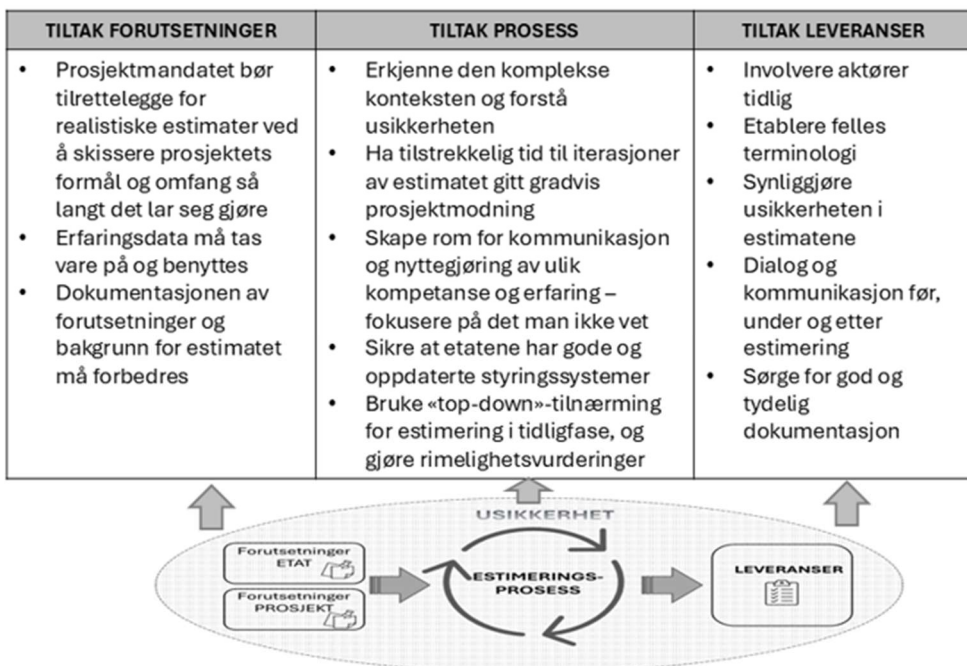 TILTAK FORUTSETNINGER
• Prosjektmandatet bør
tilrettelegge for
realistiske estimater ved
å skissere prosjektets
formål og omfang så
langt det lar seg gjøre
• Erfaringsdata må tas
vare på og benyttes
• Dokumentasjonen av
forutsetninger og
bakgrunn for estimatet
må forbedres
TILTAK PROSESS
• Erkjenne den komplekse
konteksten og forstå
usikkerheten
• Ha tilstrekkelig tid til iterasjoner
av estimatet gitt gradvis
prosjektmodning
• Skape rom for kommunikasjon
og nyttegjøring av ulik
kompetanse og erfaring –
fokusere på det man ikke vet
• Sikre at etatene har gode og
oppdaterte styringssystemer
• Bruke «top-down»-tilnærming
for estimering i tidligfase, og
gjøre rimelighetsvurderinger
TILTAK LEVERANSER
• Involvere aktører
tidlig
• Etablere felles
terminologi
• Synliggjøre
usikkerheten i
estimatene
• Dialog og
kommunikasjon før,
under og etter
estimering
• Sørge for god og
tydelig
dokumentasjon
USIKKERHET
Forutsetninger
ETAT
Forutsetninger
PROSJEKT
ESTIMERINGS-
PROSESS
LEVERANSER